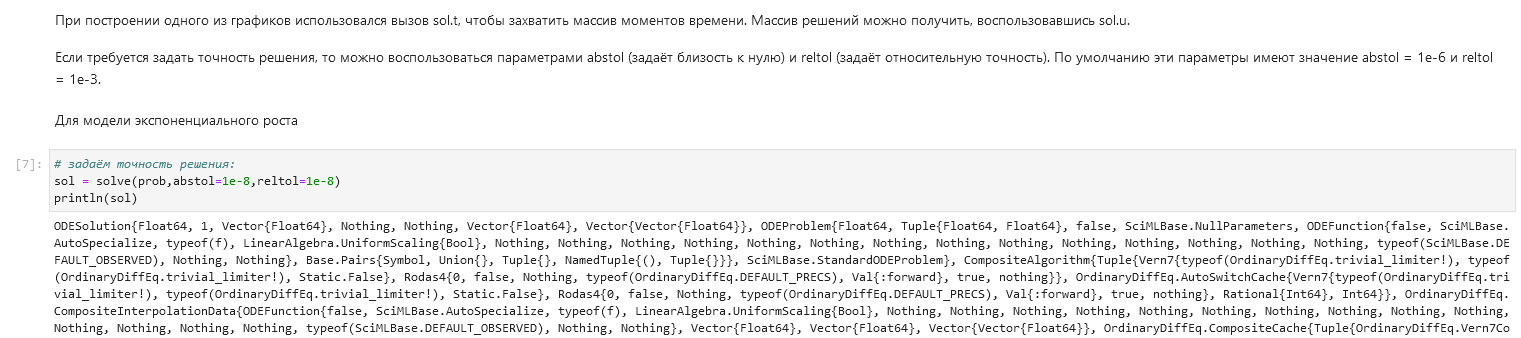 При построении одного из графиков использовался вызов sol.t, чтобы захватить массив моментов времени. Массив решений можно получить, воспользовавшись sol.u.
Если требуется задать точность решения, то можно воспользоваться параметрами abstol (задаёт близость к нулю) и reltol (задаёт относительную точность). По умолчанию эти параметры имеют значение abstol = 1e-6 и reltol
= 1e-3.
Для модели экспоненциального роста
[7]: # задаём точность решения:
sol = solve(prob,abstol=1e-8,reltol=1e-8)
println(sol)
ODESolution{Float64, 1, Vector{Float64}, Nothing, Nothing, Vector{Float64}, Vector{Vector{Float64}}, ODEProblem{Float64, Tuple{Float64, Float64}, false, SciMLBase.NullParameters, ODEFunction{false, SciMLBase.
AutoSpecialize, typeof(f), LinearAlgebra.UniformScaling{Bool}, Nothing, Nothing, Nothing, Nothing, Nothing, Nothing, Nothing, Nothing, Nothing, Nothing, Nothing, Nothing, Nothing, typeof(SciMLBase.DE
FAULT_OBSERVED), Nothing, Nothing}, Base.Pairs{Symbol, Union{}, Tuple{}, NamedTuple{(), Tuple{}}}, SciMLBase.StandardODEProblem}, CompositeAlgorithm{Tuple{Vern7{typeof(OrdinaryDiffEq.trivial_limiter!), typeof
(OrdinaryDiffEq.trivial_limiter!), Static.False}, Rodas4{0, false, Nothing, typeof(OrdinaryDiffEq.DEFAULT_PRECS), Val{:forward}, true, nothing}}, OrdinaryDiffEq.AutoSwitchCache{Vern7{typeof(OrdinaryDiffEq.tri
vial_limiter!), typeof(OrdinaryDiffEq.trivial_limiter!), Static.False}, Rodas4{0, false, Nothing, typeof(OrdinaryDiffEq.DEFAULT_PRECS), Val{:forward}, true, nothing}, Rational{Int64}, Int64}}, OrdinaryDiffEq.
CompositeInterpolationData{ODEFunction{false, SciMLBase.AutoSpecialize, typeof(f), LinearAlgebra.UniformScaling{Bool}, Nothing, Nothing, Nothing, Nothing, Nothing, Nothing, Nothing, Nothing, Nothing,
Nothing, Nothing, Nothing, Nothing, typeof(SciMLBase.DEFAULT_OBSERVED), Nothing, Nothing}, Vector{Float64}, Vector{Float64}, Vector{Vector{Float64}}, OrdinaryDiffEq.CompositeCache{Tuple{OrdinaryDiffEq.Vern7Co